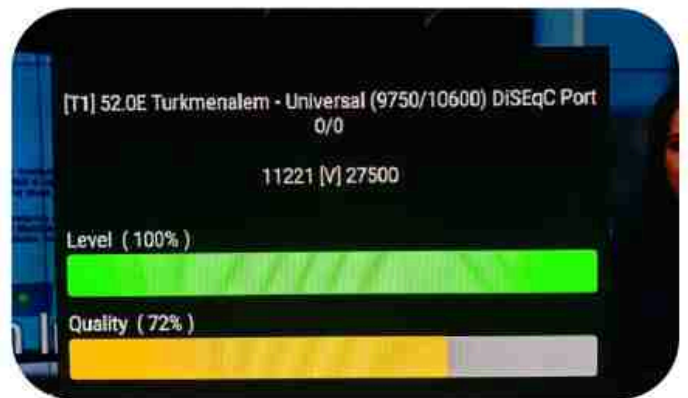 [T1] 52.0E Turkmenalem - Universal (9750/10600) DiSEqC Port
0/0
11221 [V] 27500
Level ( 100% )
Quality ( 72% )